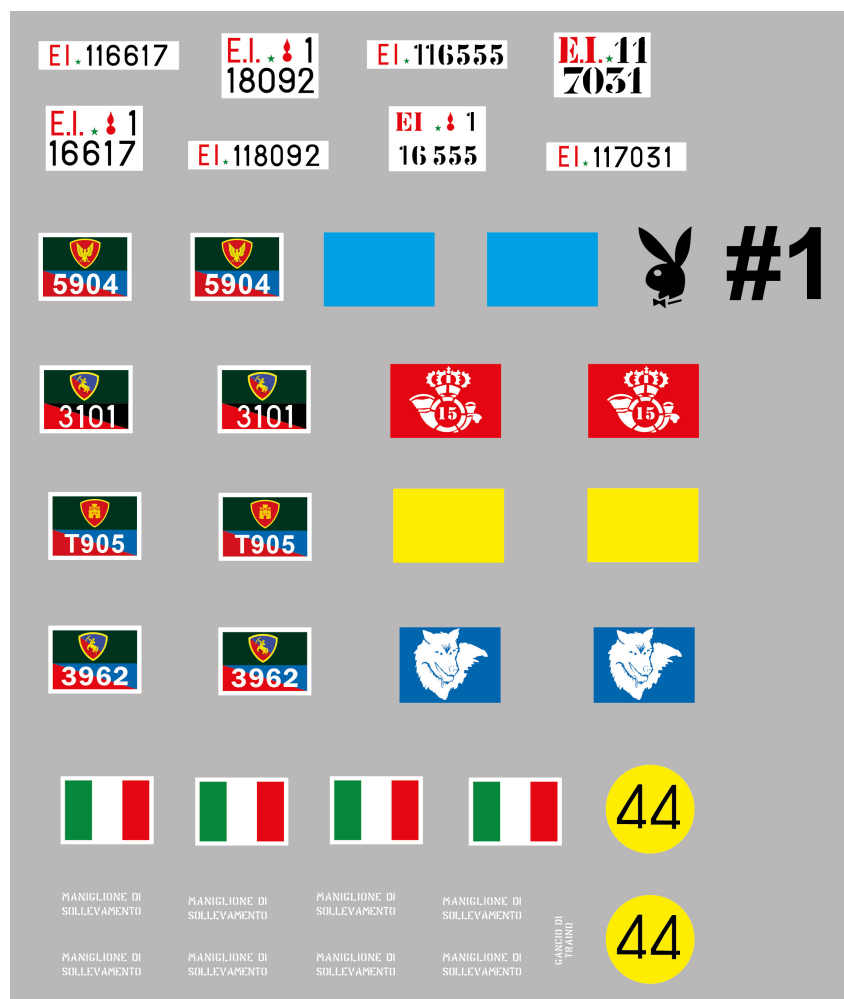 EI 116617
E.I. 1
18092
EI 116555
E.I. 11
7031
E.I. 1
16617
EI 118092
EI 1
16 555
EI 117031
5904
5904
#1
3101
3101
15
15
T905
T905
3962
3962
44
MANIGLIONE DI
SOLLEVAMENTO
MANIGLIONE DI
SOLLEVAMENTO
MANIGLIONE DI
SOLLEVAMENTO
MANIGLIONE DI
SOLLEVAMENTO
GANCIO DI
TRAINO
44
MANIGLIONE DI
SOLLEVAMENTO
MANIGLIONE DI
SOLLEVAMENTO
MANIGLIONE DI
SOLLEVAMENTO
MANIGLIONE DI
SOLLEVAMENTO